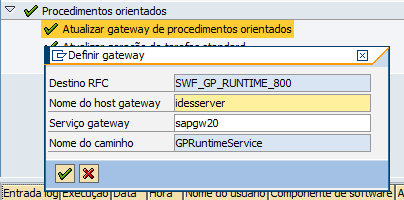 Procedimentos orientados
Atualizar gateway de procedimentos orientados
Atualizar geração de tarefas standard
Definir gateway
Destino RFC SWF_GP_RUNTIME_800
Nome do host gateway idesserver
Serviço gateway sapgw20
Nome do caminho GPRuntimeService
Entrada log Execução Data Hora Nome do usuário Componente de software